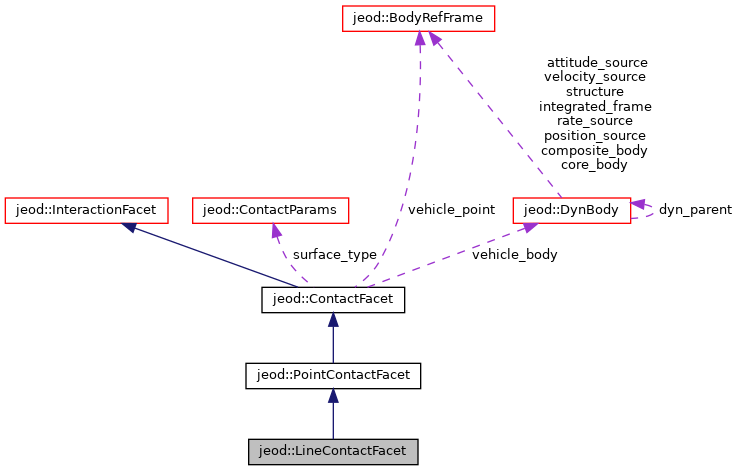 jeod::BodyRefFrame
attitude_source
velocity_source
structure
integrated_frame
rate_source
position_source
composite_body
core_body
jeod::InteractionFacet
jeod::ContactParams
vehicle_point
jeod::DynBody
dyn_parent
surface_type
vehicle_body
jeod::ContactFacet
jeod::PointContactFacet
jeod::LineContactFacet